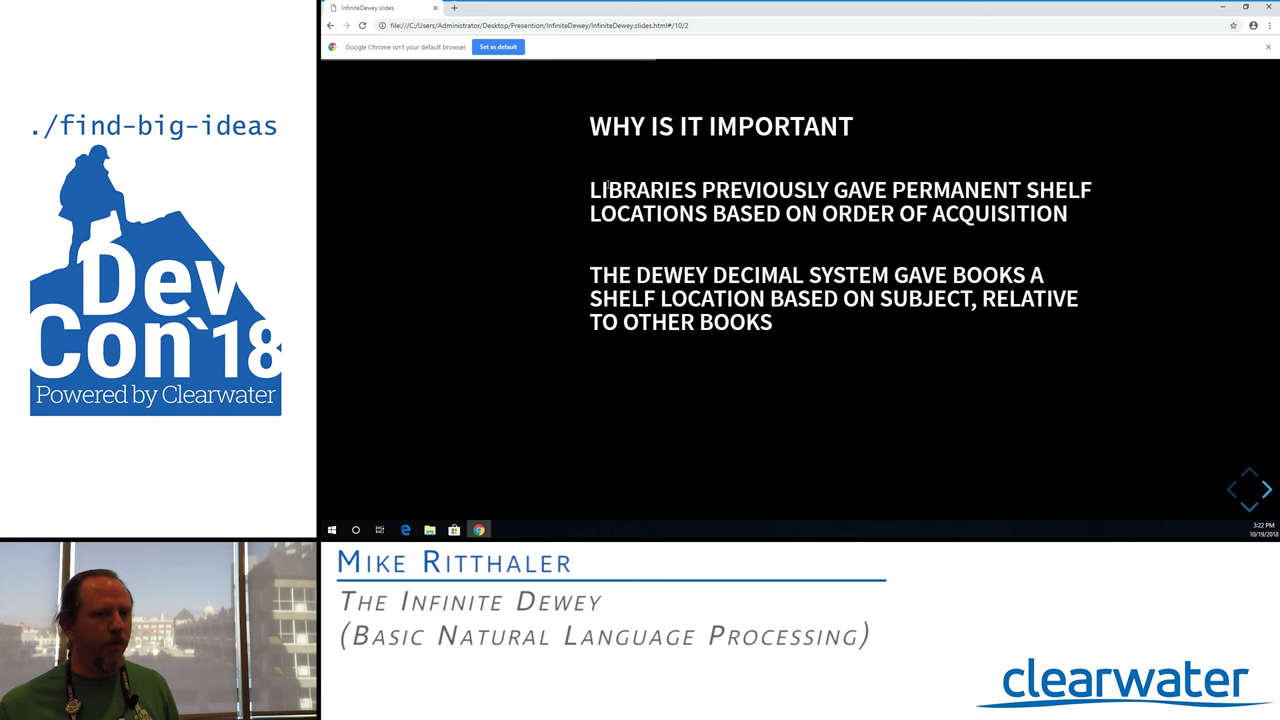 InfiniteDewey slides
file:///C:/Users/Administrator/Desktop/Presention/InfiniteDewey/InfiniteDewey.slides.html#/10/2
Google Chrome isn't your default browser
Set as default
./find-big-ideas
Dev
Con`18
Powered by Clearwater
WHY IS IT IMPORTANT
LIBRARIES PREVIOUSLY GAVE PERMANENT SHELF
LOCATIONS BASED ON ORDER OF ACQUISITION
THE DEWEY DECIMAL SYSTEM GAVE BOOKS A
SHELF LOCATION BASED ON SUBJECT, RELATIVE
TO OTHER BOOKS
3:22 PM
10/19/2018
MIKE RITTHALER
THE INFINITE DEWEY
(BASIC NATURAL LANGUAGE PROCESSING)
clearwater